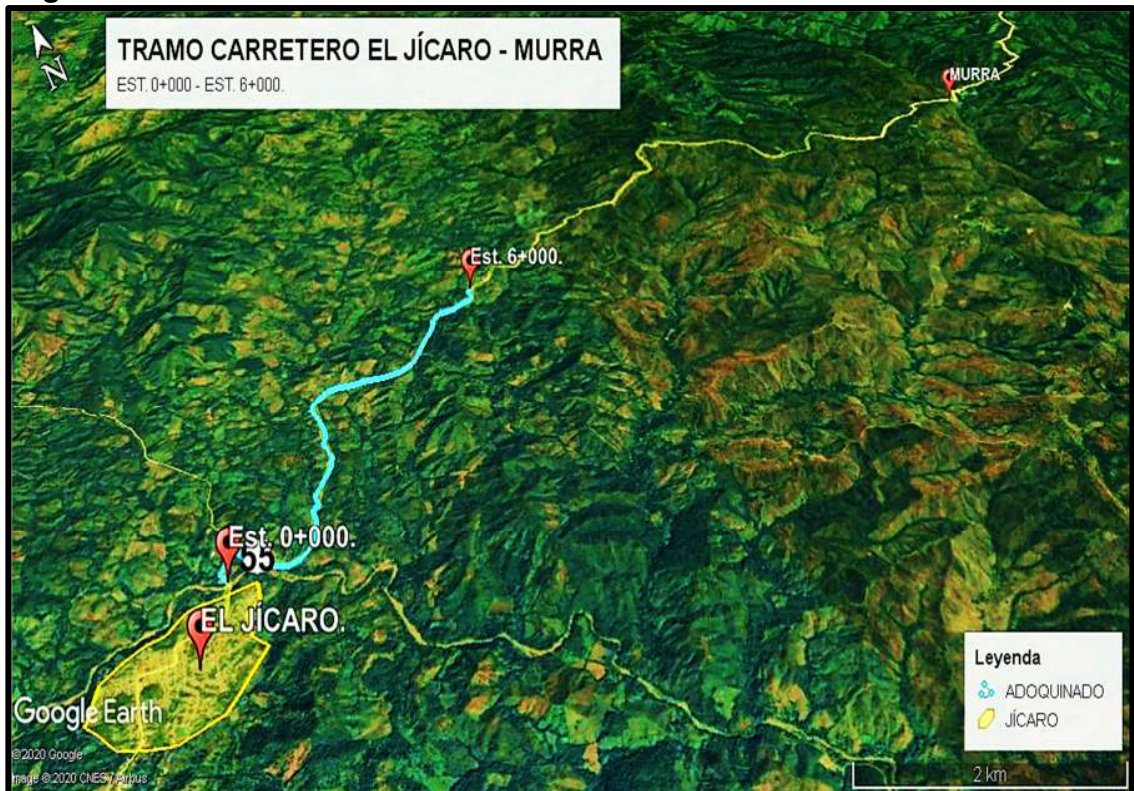 N
TRAMO CARRETERO EL JÍCARO - MURRA
EST. 0+000 - EST. 6+000.
MURRA
Est. 6+000.
Est. 0+000.
55
EL JÍCARO.
Leyenda
ADOQUINADO
JÍCARO
Google Earth
©2020 Google
Image © 2020 CNES / Airbus
2 km